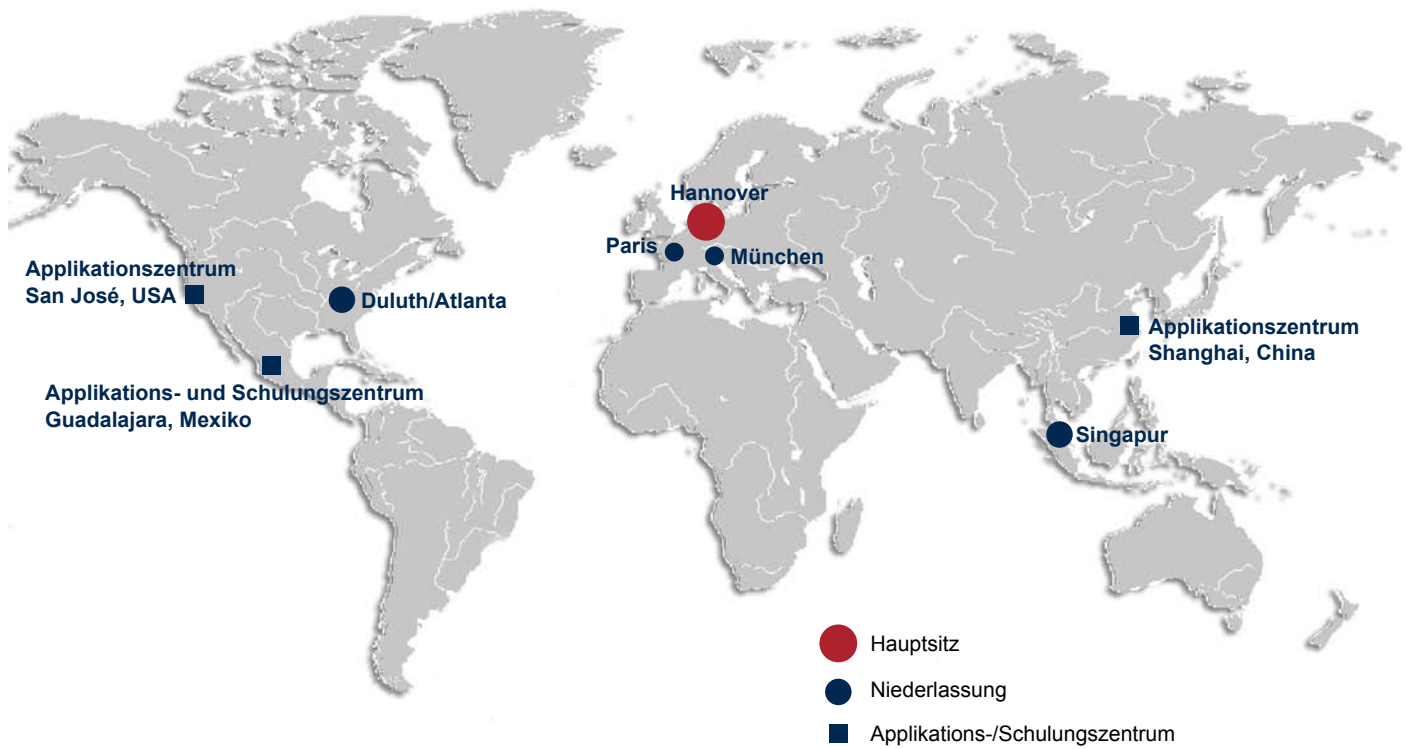 Hannover
Paris
München
Applikationszentrum
San José, USA
Duluth/Atlanta
Applikationszentrum
Shanghai, China
Applikations- und Schulungszentrum
Guadalajara, Mexiko
Singapur
Hauptsitz
Niederlassung
Applikations-/Schulungszentrum